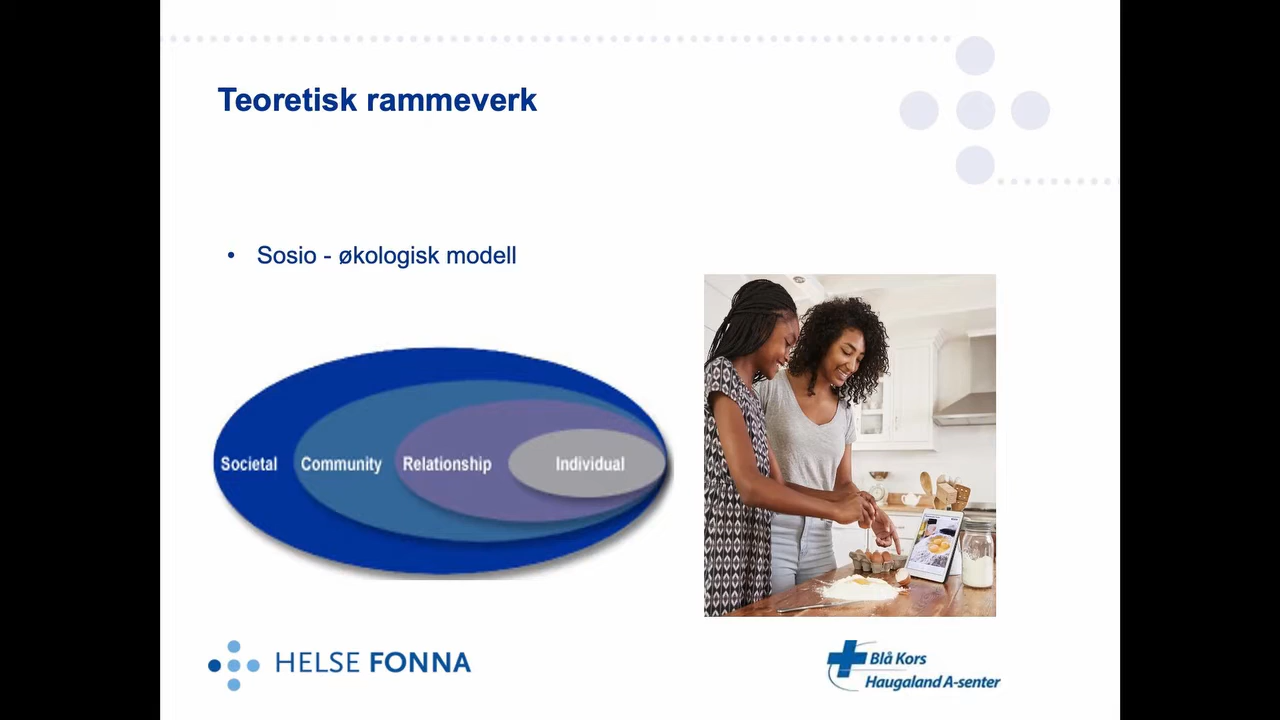 Teoretisk rammeverk
• Sosio - økologisk modell
Societal Community Relationship Individual
HELSE FONNA
Blå Kors
Haugaland A-senter